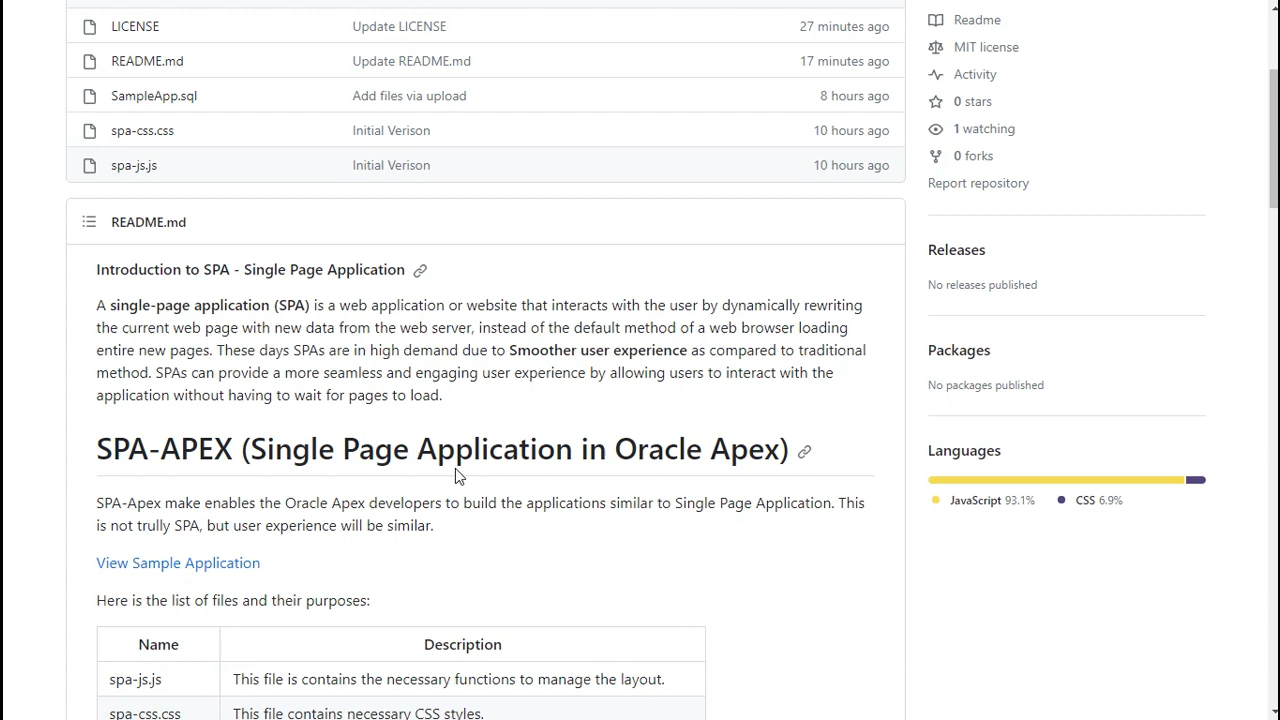 LICENSE Update LICENSE 27 minutes ago
README.md Update README.md 17 minutes ago
SampleApp.sql Add files via upload 8 hours ago
spa-css.css Initial Verison 10 hours ago
spa-js.js Initial Verison 10 hours ago
README.md
Introduction to SPA - Single Page Application
A single-page application (SPA) is a web application or website that interacts with the user by dynamically rewriting
the current web page with new data from the web server, instead of the default method of a web browser loading
entire new pages. These days SPAs are in high demand due to Smoother user experience as compared to traditional
method. SPAs can provide a more seamless and engaging user experience by allowing users to interact with the
application without having to wait for pages to load.
SPA-APEX (Single Page Application in Oracle Apex)
SPA-Apex make enables the Oracle Apex developers to build the applications similar to Single Page Application. This
is not trully SPA, but user experience will be similar.
View Sample Application
Here is the list of files and their purposes:
Name Description
spa-js.js This file is contains the necessary functions to manage the layout.
spa-css.css This file contains necessary CSS styles.
Readme
MIT license
Activity
0 stars
1 watching
0 forks
Report repository
Releases
No releases published
Packages
No packages published
Languages
JavaScript 93.1% CSS 6.9%